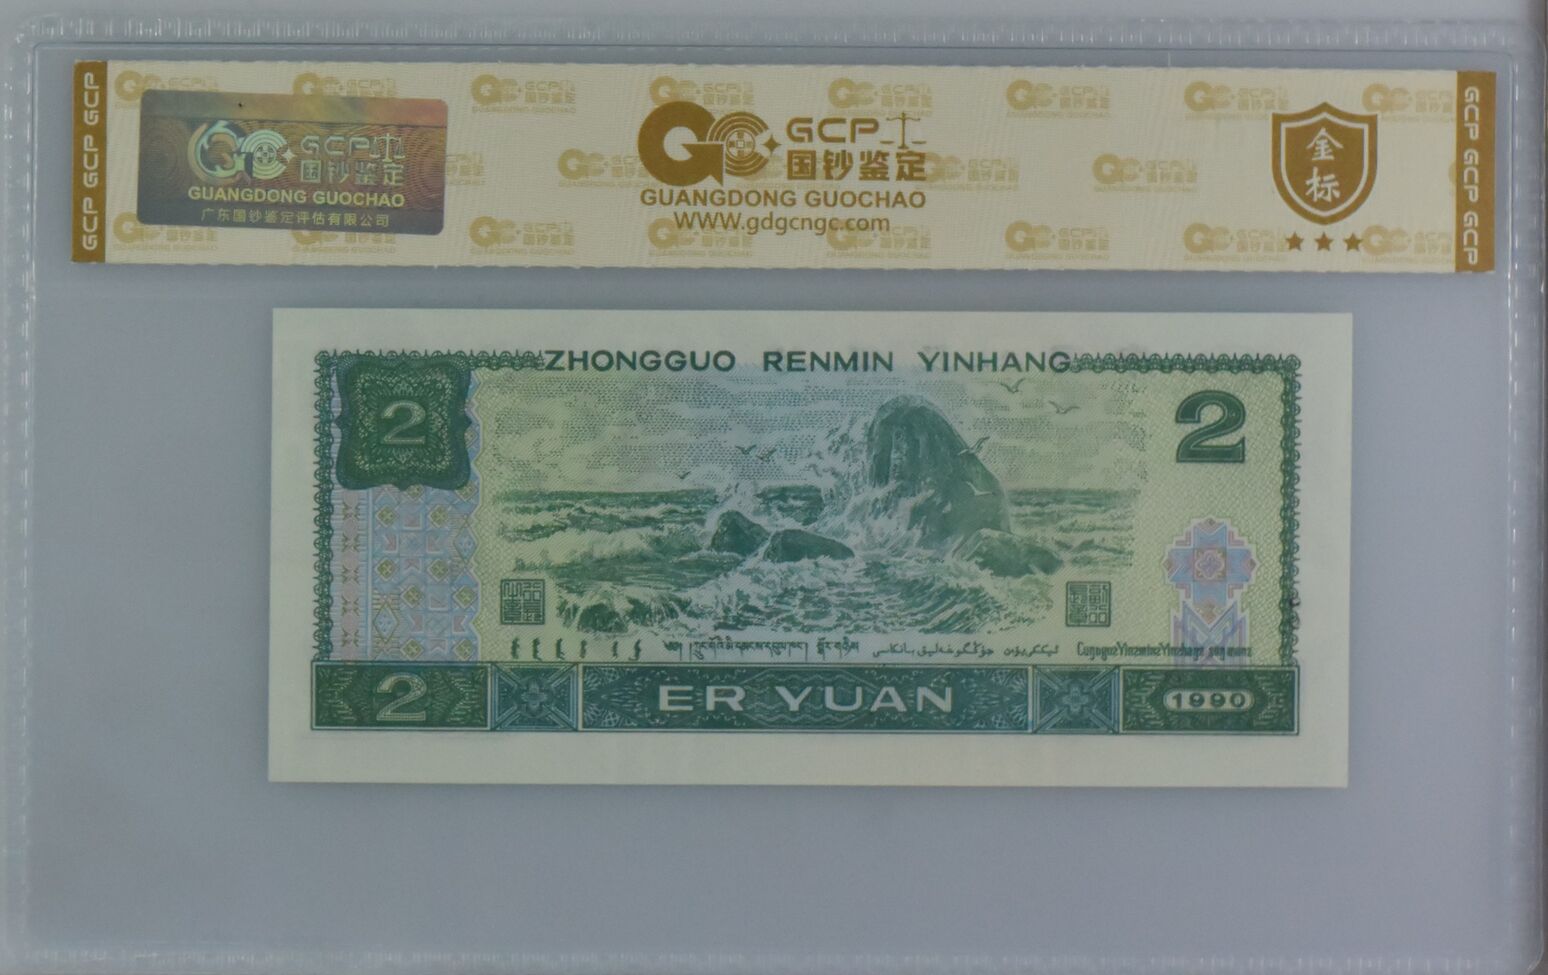 GCP GCP GCP
GCP
国钞鉴定
GUANGDONG GUOCHAO
广东国钞鉴定评估有限公司
GCP
国钞鉴定
GUANGDONG GUOCHAO
WWW.gdgcngc.com
金标
GCP GCP GCP
ZHONGGUO RENMIN YINHANG
2
2
2
ER YUAN
1990